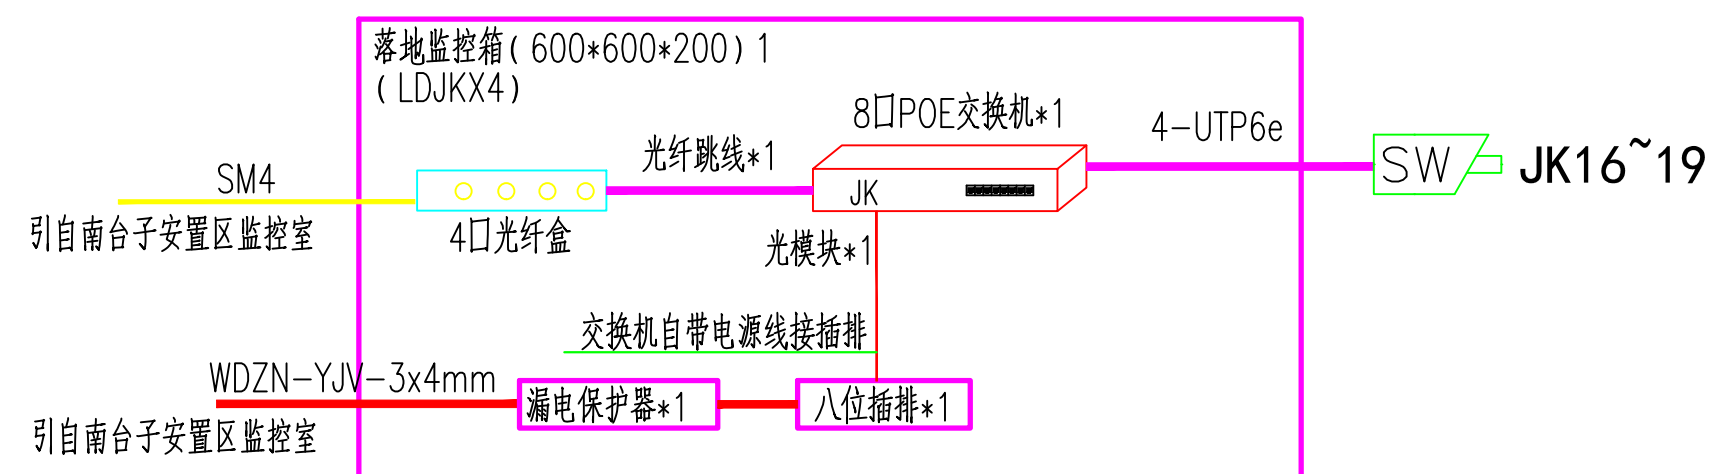 落地监控箱(600*600*200)1
(LDJKX4)
8口POE交换机*1
4-UTP6e
光纤跳线*1
SM4
SW
JK16~19
JK
引自南台子安置区监控室
4口光纤盒
光模块*1
交换机自带电源线接插排
WDZN-YJV-3x4mm
漏电保护器*1
八位插排*1
引自南台子安置区监控室